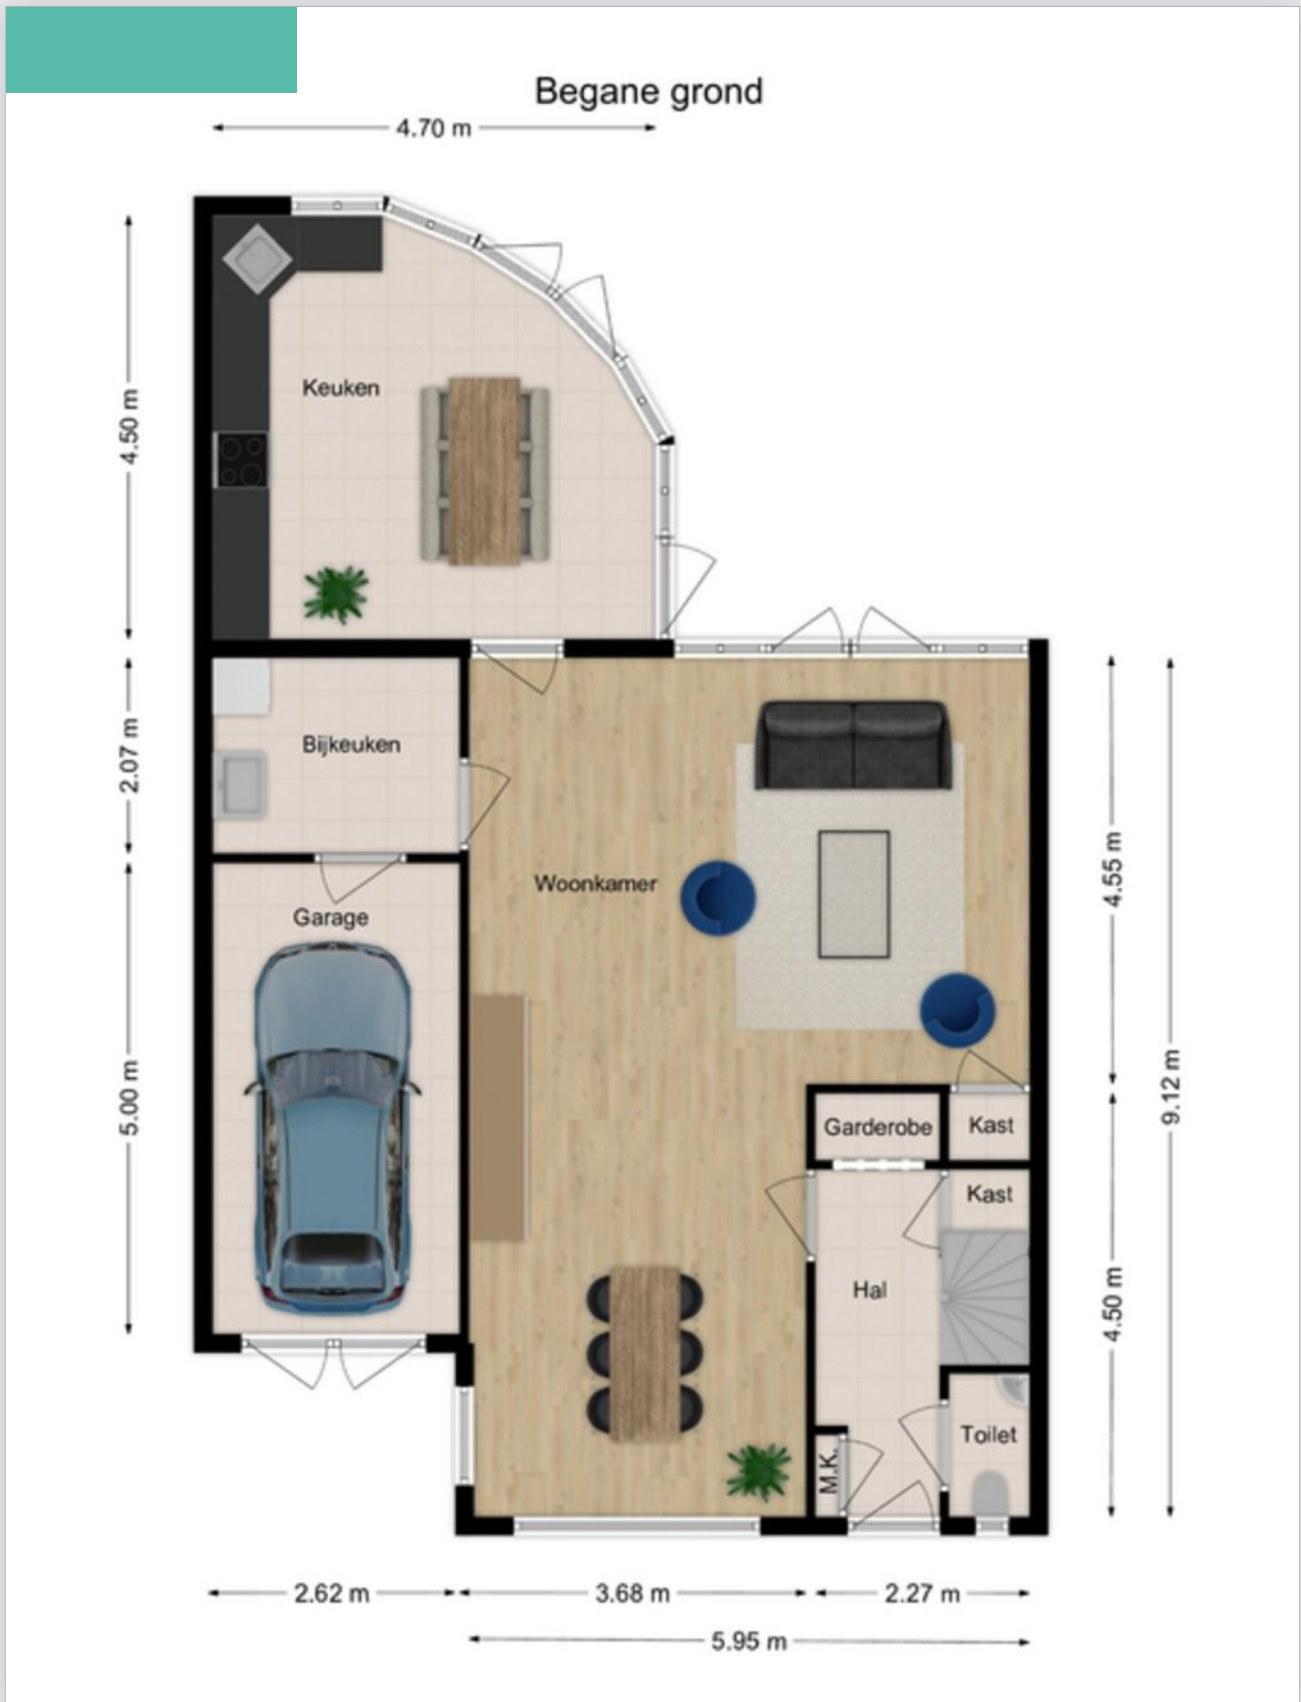 Begane grond
4.70 m
4.50 m
Keuken
2.07 m
Bijkeuken
Woonkamer
4.55 m
Garage
5.00 m
9.12 m
Garderobe
Kast
Kast
Hal
4.50 m
Toilet
M.K.
2.62 m
3.68 m
2.27 m
5.95 m